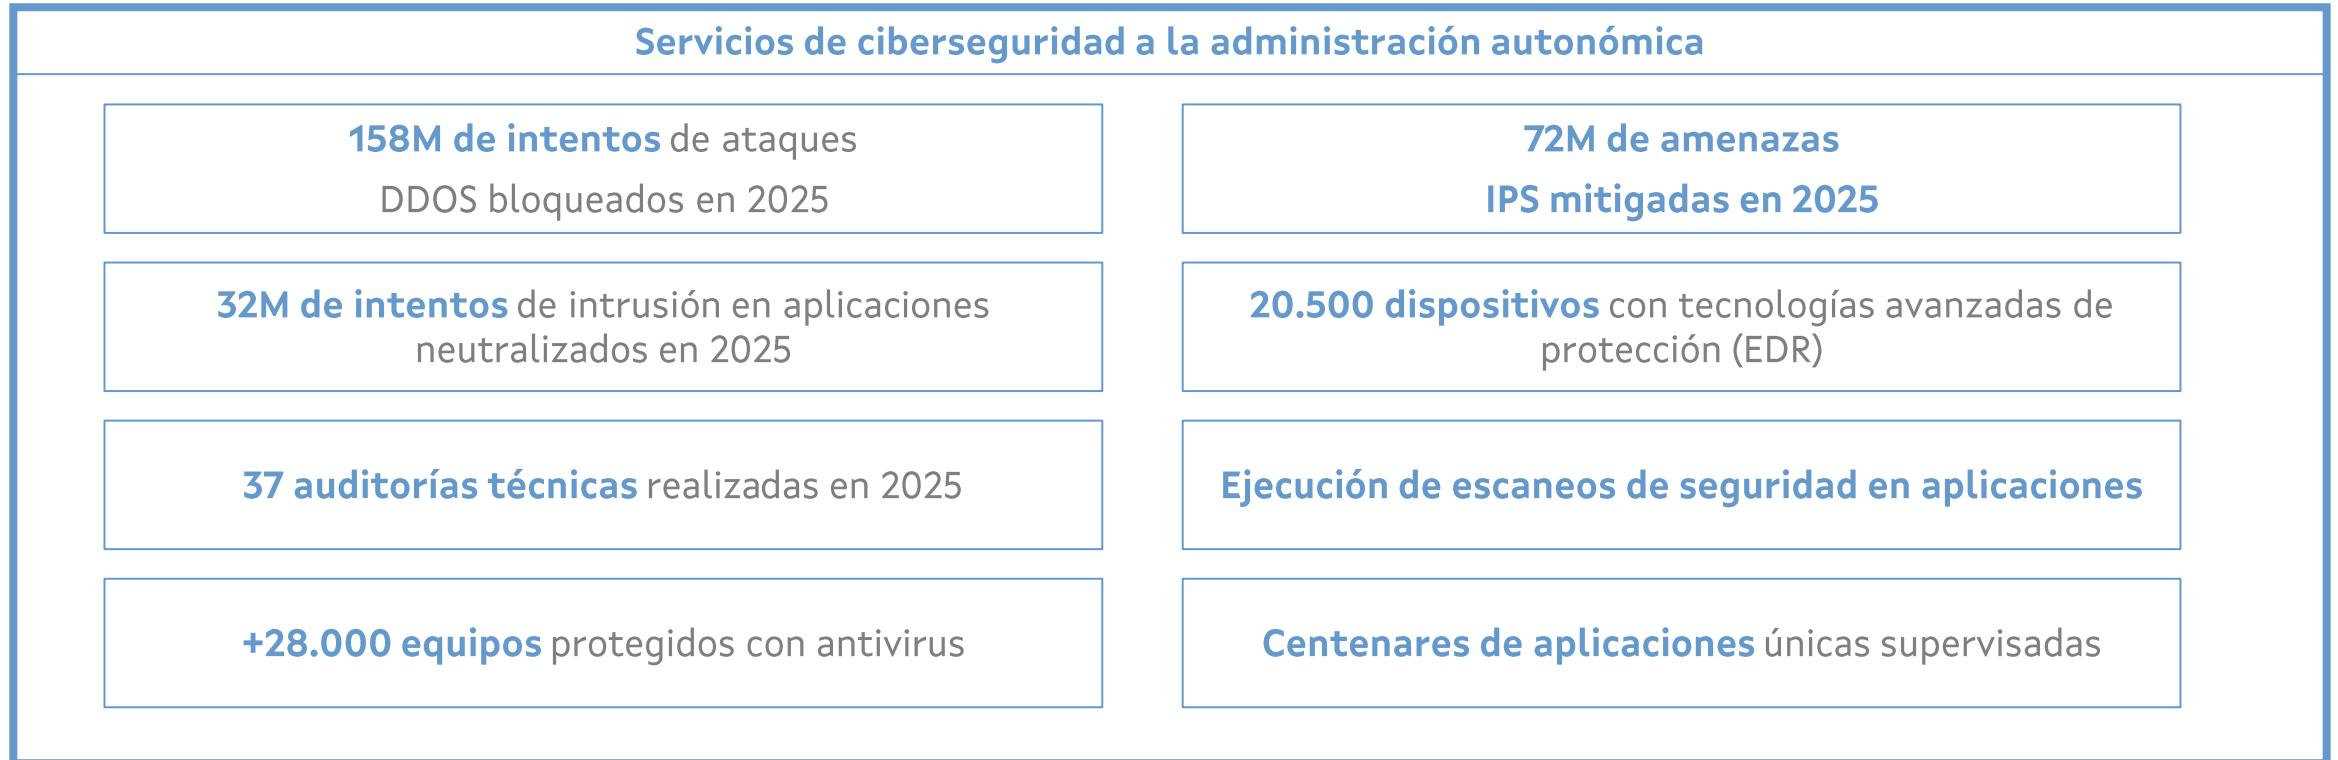 Servicios de ciberseguridad a la administración autonómica
158M de intentos de ataques
DDOS bloqueados en 2025
72M de amenazas
IPS mitigadas en 2025
32M de intentos de intrusión en aplicaciones
neutralizados en 2025
20.500 dispositivos con tecnologías avanzadas de
protección (EDR)
37 auditorías técnicas realizadas en 2025
Ejecución de escaneos de seguridad en aplicaciones
+28.000 equipos protegidos con antivirus
Centenares de aplicaciones únicas supervisadas